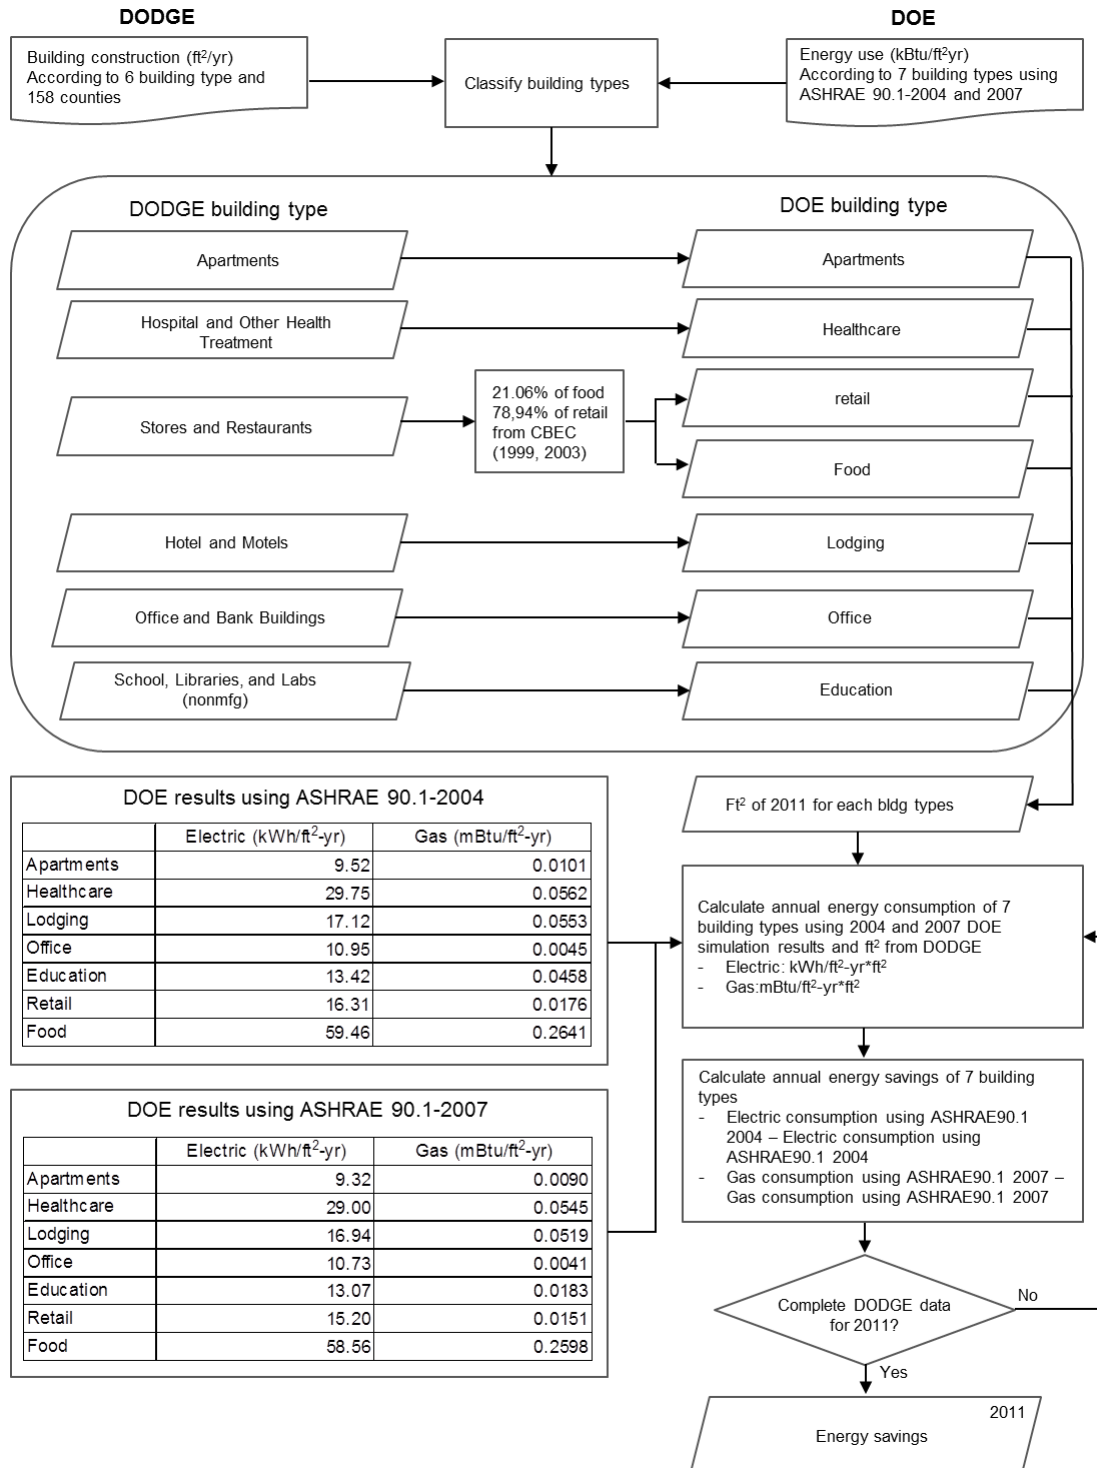 DODGE
DOE
Building construction (ft²/yr)
According to 6 building type and
158 counties
Classify building types
Energy use (kBtu/ft²yr)
According to 7 building types using
ASHRAE 90.1-2004 and 2007
DODGE building type
DOE building type
Apartments
Apartments
Hospital and Other Health
Treatment
Healthcare
Stores and Restaurants
21.06% of food
78,94% of retail
from CBEC
(1999, 2003)
retail
Food
Hotel and Motels
Lodging
Office and Bank Buildings
Office
School, Libraries, and Labs
(nonmfg)
Education
DOE results using ASHRAE 90.1-2004
Electric (kWh/ft²-yr) Gas (mBtu/ft²-yr)
Apartments 9.52 0.0101
Healthcare 29.75 0.0562
Lodging 17.12 0.0553
Office 10.95 0.0045
Education 13.42 0.0458
Retail 16.31 0.0176
Food 59.46 0.2641
DOE results using ASHRAE 90.1-2007
Electric (kWh/ft²-yr) Gas (mBtu/ft²-yr)
Apartments 9.32 0.0090
Healthcare 29.00 0.0545
Lodging 16.94 0.0519
Office 10.73 0.0041
Education 13.07 0.0183
Retail 15.20 0.0151
Food 58.56 0.2598
Ft² of 2011 for each bldg types
Calculate annual energy consumption of 7
building types using 2004 and 2007 DOE
simulation results and ft² from DODGE
- Electric: kWh/ft²-yr*ft²
- Gas:mBtu/ft²-yr*ft²
Calculate annual energy savings of 7 building
types
- Electric consumption using ASHRAE90.1
2004 – Electric consumption using
ASHRAE90.1 2004
- Gas consumption using ASHRAE90.1 2007 –
Gas consumption using ASHRAE90.1 2007
Complete DODGE data
for 2011?
No
Yes
2011
Energy savings